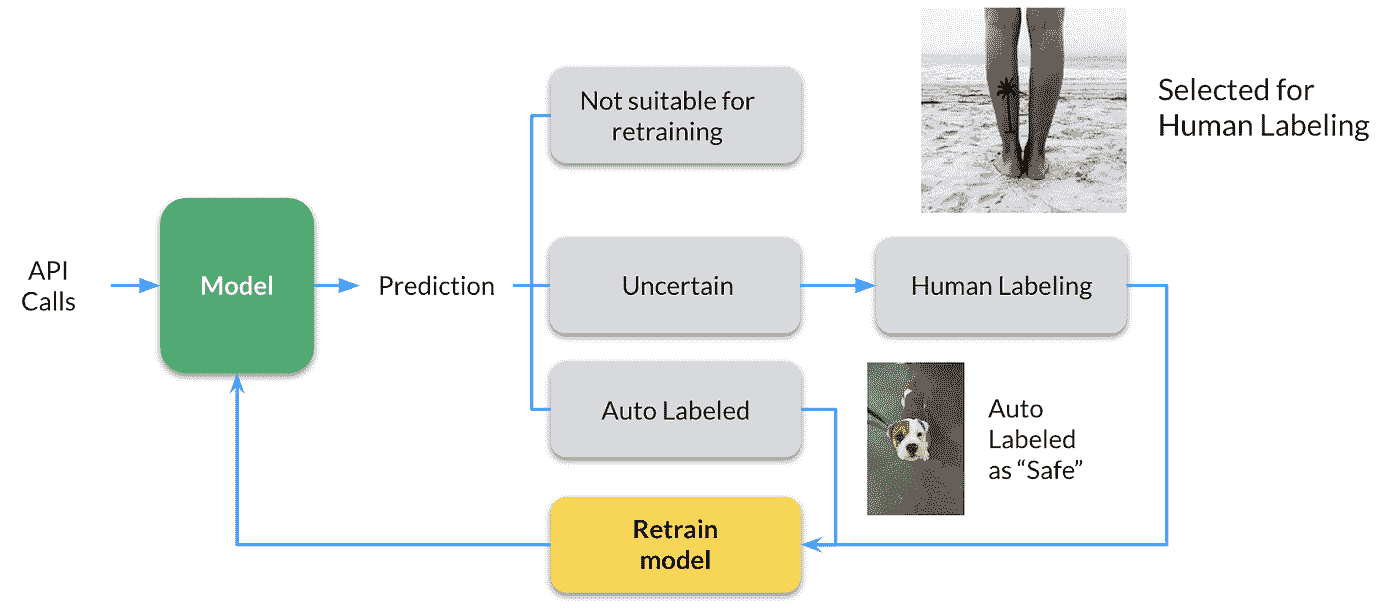 Not suitable for
retraining
Selected for
Human Labeling
API
Calls
Model
Prediction
Uncertain
Human Labeling
Auto Labeled
Auto
Labeled
as “Safe”
Retrain
model